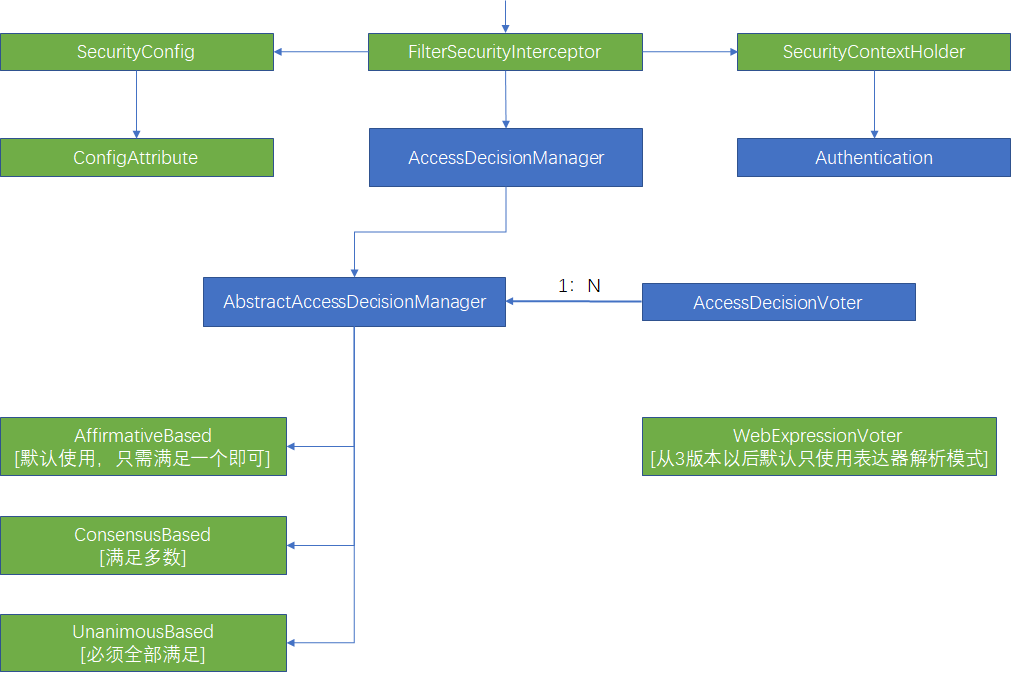 SecurityConfig
FilterSecurityInterceptor
SecurityContextHolder
ConfigAttribute
AccessDecisionManager
Authentication
AbstractAccessDecisionManager
1：N
AccessDecisionVoter
AffirmativeBased
[默认使用，只需满足一个即可]
WebExpressionVoter
[从3版本以后默认只使用表达器解析模式]
ConsensusBased
[满足多数]
UnanimousBased
[必须全部满足]